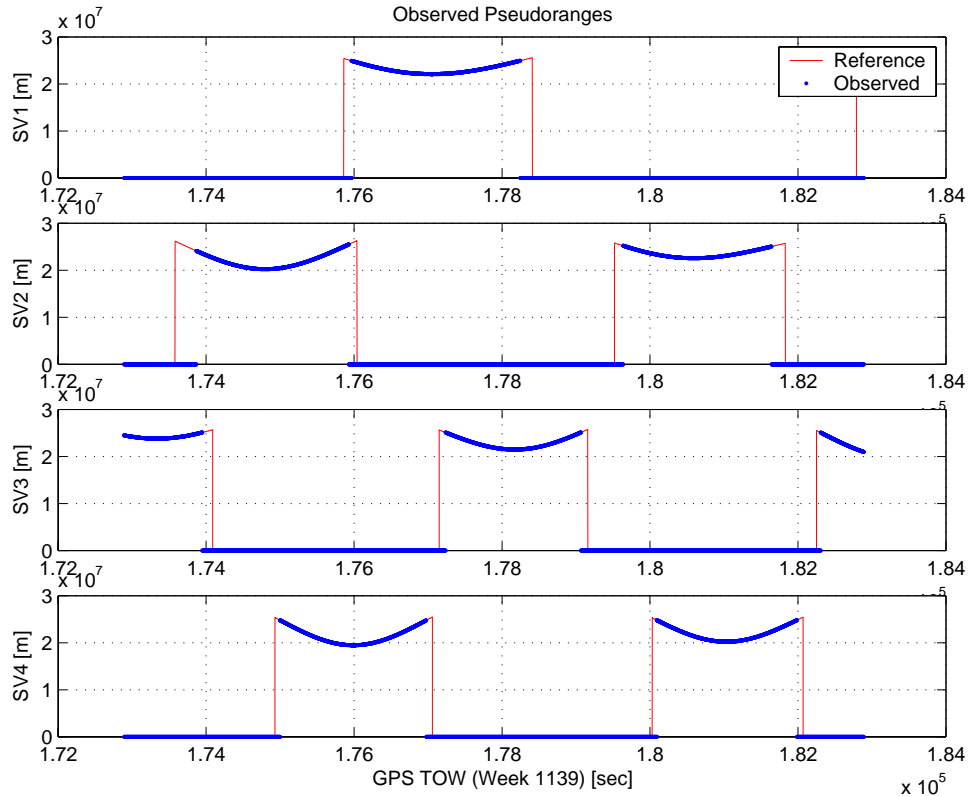 Observed Pseudoranges
x 10^7
3
2
1
0
SV1 [m]
Reference
Observed
1.72 1.74 1.76 1.78 1.8 1.82 1.84
x 10^7
3
2
1
0
SV2 [m]
1.72 1.74 1.76 1.78 1.8 1.82 1.84
x 10^7
3
2
1
0
SV3 [m]
1.72 1.74 1.76 1.78 1.8 1.82 1.84
x 10^7
3
2
1
0
SV4 [m]
1.72 1.74 1.76 1.78 1.8 1.82 1.84
GPS TOW (Week 1139) [sec]
x 10^5